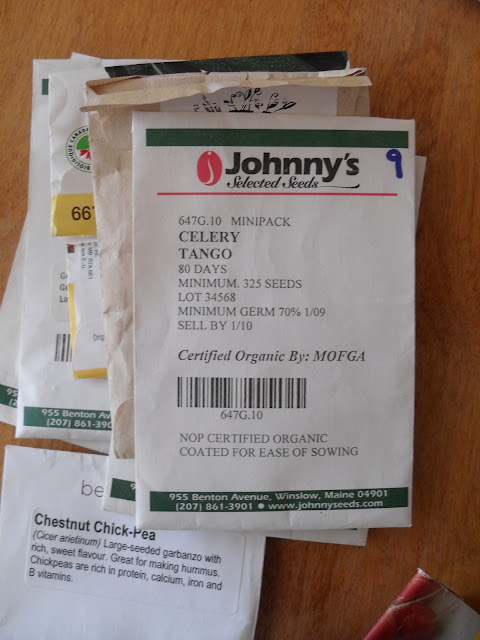 Johnny's
Selected Seeds
9
647G.10 MINIPACK
CELERY
TANGO
80 DAYS
MINIMUM. 325 SEEDS
LOT 34568
MINIMUM GERM 70% 1/09
SELL BY 1/10
Certified Organic By: MOFGA
647G.10
NOP CERTIFIED ORGANIC
COATED FOR EASE OF SOWING
955 Benton Avenue, Winslow, Maine 04901
(207) 861-3901 ● www.johnnyseeds.com
BIOLOGIQUE CANADA
667
955 Benton Av
(207) 861-390
be
Chestnut Chick-Pea
(Cicer arietinum) Large-seeded garbanzo with
rich, sweet flavour. Great for making hummus.
Chickpeas are rich in protein, calcium, iron and
B vitamins.